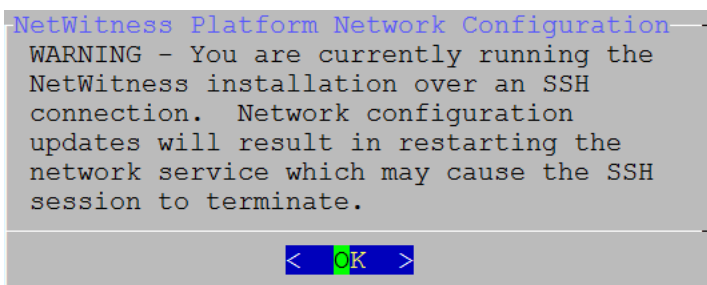 NetWitness Platform Network Configuration
WARNING - You are currently running the
NetWitness installation over an SSH
connection.  Network configuration
updates will result in restarting the
network service which may cause the SSH
session to terminate.
<  OK  >